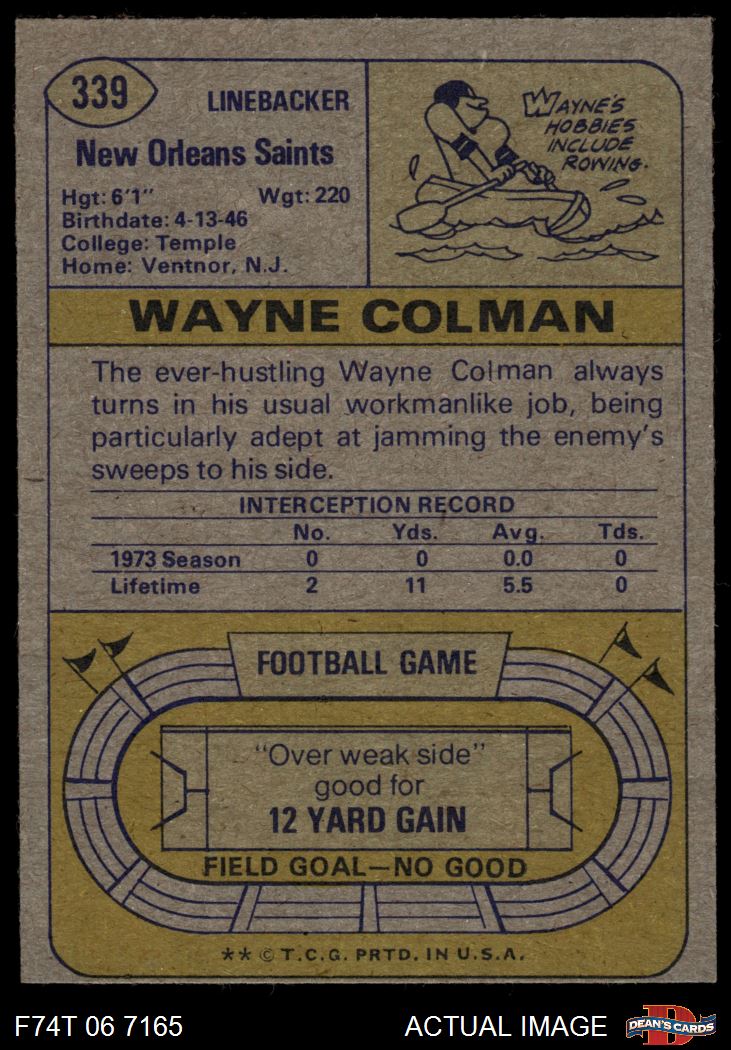 339
LINEBACKER
New Orleans Saints
Hgt: 6'1" Wgt: 220
Birthdate: 4-13-46
College: Temple
Home: Ventnor, N.J.
WAYNE'S
HOBBIES
INCLUDE
ROWING.
WAYNE COLMAN
The ever-hustling Wayne Colman always
turns in his usual workmanlike job, being
particularly adept at jamming the enemy's
sweeps to his side.
INTERCEPTION RECORD
No. Yds. Avg. Tds.
1973 Season 0 0 0.0 0
Lifetime 2 11 5.5 0
FOOTBALL GAME
"Over weak side"
good for
12 YARD GAIN
FIELD GOAL—NO GOOD
** © T.C.G. PRTD. IN U.S.A.
F74T 06 7165 ACTUAL IMAGE
D
DEAN'S CARDS